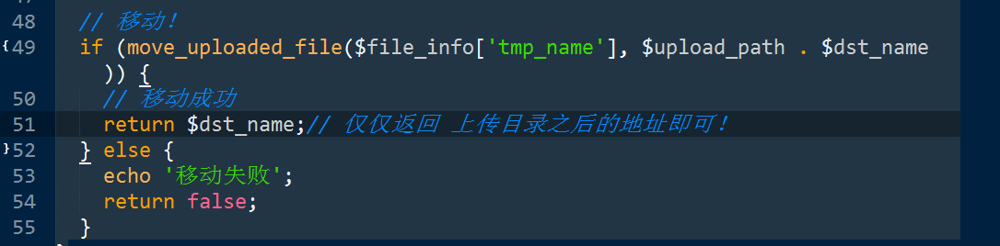 48 // 移动！
49 if (move_uploaded_file($file_info['tmp_name'], $upload_path . $dst_name
)) {
50 // 移动成功
51 return $dst_name;// 仅仅返回 上传目录之后的地址即可！
52 } else {
53 echo '移动失败';
54 return false;
55 }